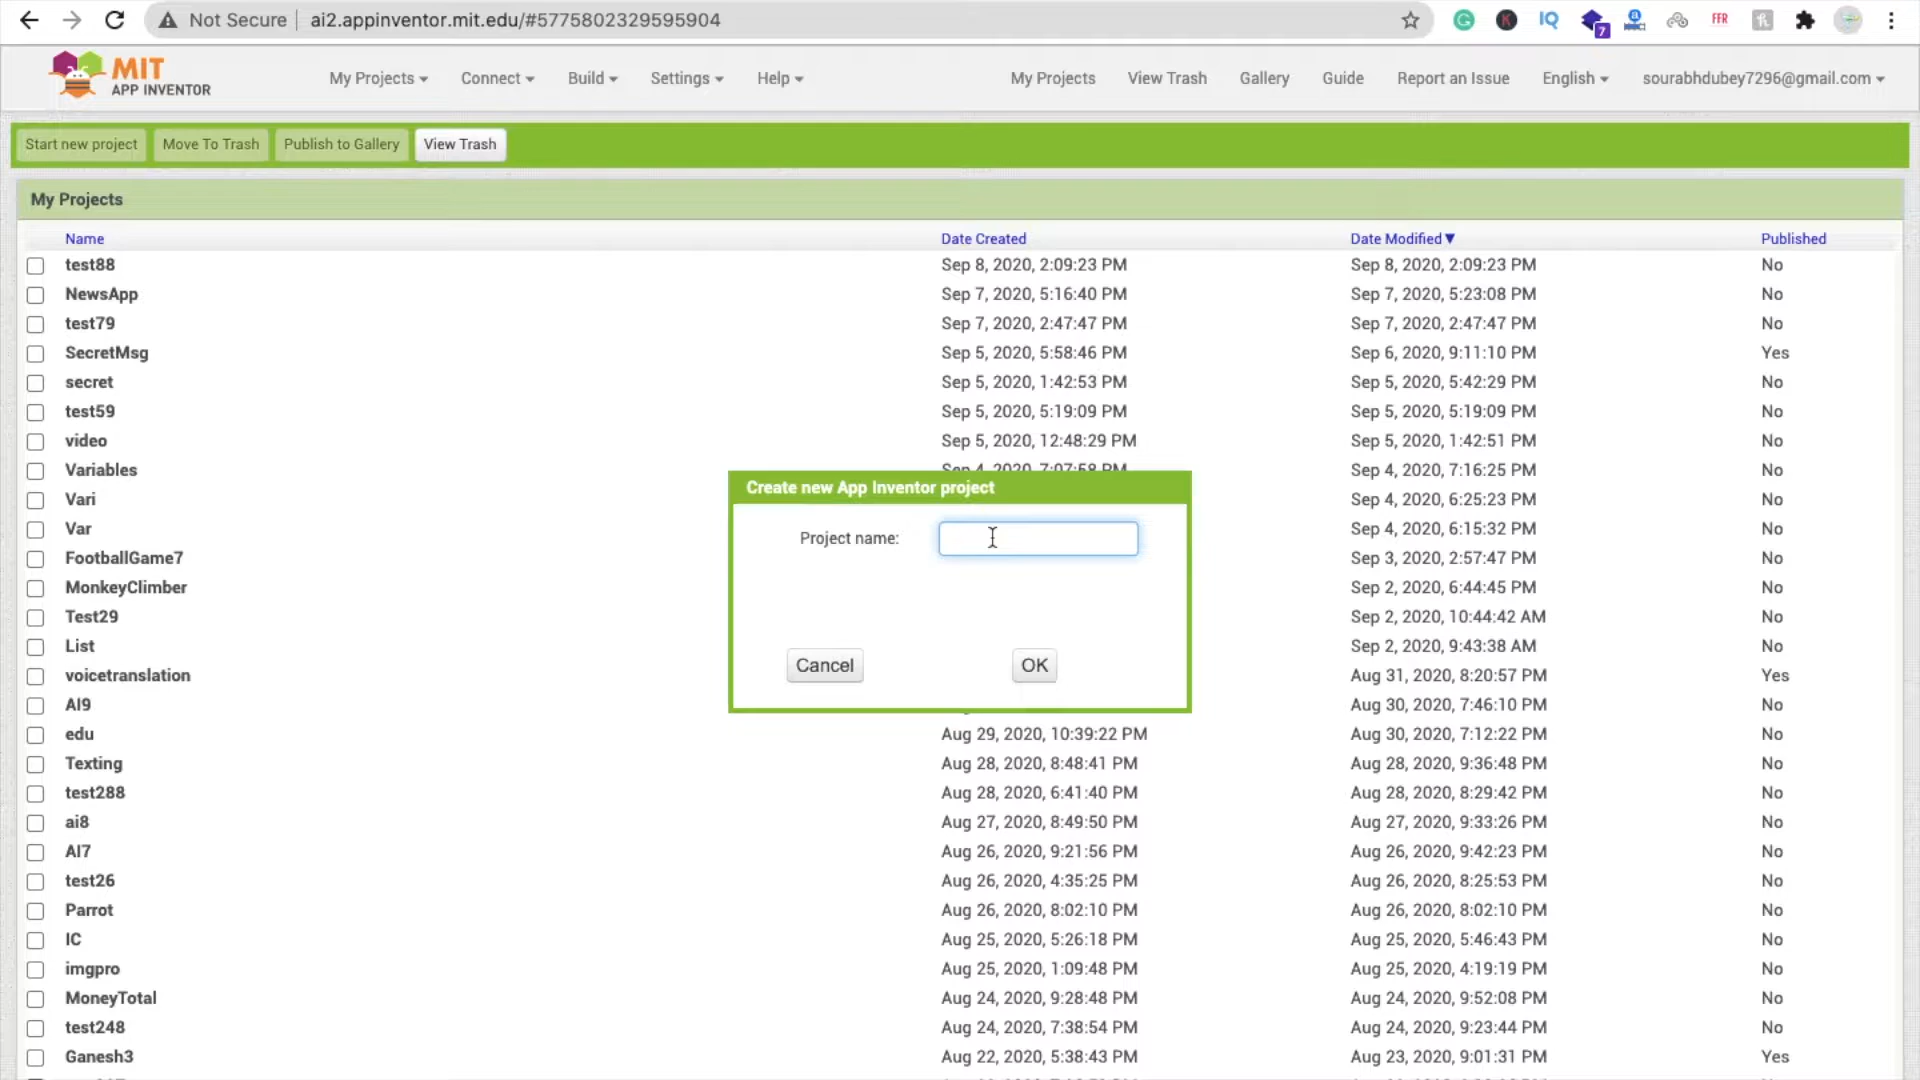 Not Secure ai2.appinventor.mit.edu/#5775802329595904 IQ 7 FFR
MIT APP INVENTOR My Projects Connect Build Settings Help My Projects View Trash Gallery Guide Report an Issue English sourabhdubey7296@gmail.com
Start new project Move To Trash Publish to Gallery View Trash
My Projects
Name Date Created Date Modified Published
test88 Sep 8, 2020, 2:09:23 PM Sep 8, 2020, 2:09:23 PM No
NewsApp Sep 7, 2020, 5:16:40 PM Sep 7, 2020, 5:23:08 PM No
test79 Sep 7, 2020, 2:47:47 PM Sep 7, 2020, 2:47:47 PM No
SecretMsg Sep 5, 2020, 5:58:46 PM Sep 6, 2020, 9:11:10 PM Yes
secret Sep 5, 2020, 1:42:53 PM Sep 5, 2020, 5:42:29 PM No
test59 Sep 5, 2020, 5:19:09 PM Sep 5, 2020, 5:19:09 PM No
video Sep 5, 2020, 12:48:29 PM Sep 5, 2020, 1:42:51 PM No
Variables Sep 4, 2020, 7:07:58 PM Sep 4, 2020, 7:16:25 PM No
Create new App Inventor project
Vari Sep 4, 2020, 6:25:23 PM No
Var Sep 4, 2020, 6:15:32 PM No
Project name:
FootballGame7 Sep 3, 2020, 2:57:47 PM No
MonkeyClimber Sep 2, 2020, 6:44:45 PM No
Test29 Sep 2, 2020, 10:44:42 AM No
List Sep 2, 2020, 9:43:38 AM No
Cancel OK
voicetranslation Aug 31, 2020, 8:20:57 PM Yes
AI9 Aug 30, 2020, 7:46:10 PM No
edu Aug 29, 2020, 10:39:22 PM Aug 30, 2020, 7:12:22 PM No
Texting Aug 28, 2020, 8:48:41 PM Aug 28, 2020, 9:36:48 PM No
test288 Aug 28, 2020, 6:41:40 PM Aug 28, 2020, 8:29:42 PM No
ai8 Aug 27, 2020, 8:49:50 PM Aug 27, 2020, 9:33:26 PM No
AI7 Aug 26, 2020, 9:21:56 PM Aug 26, 2020, 9:42:23 PM No
test26 Aug 26, 2020, 4:35:25 PM Aug 26, 2020, 8:25:53 PM No
Parrot Aug 26, 2020, 8:02:10 PM Aug 26, 2020, 8:02:10 PM No
IC Aug 25, 2020, 5:26:18 PM Aug 25, 2020, 5:46:43 PM No
imgpro Aug 25, 2020, 1:09:48 PM Aug 25, 2020, 4:19:19 PM No
MoneyTotal Aug 24, 2020, 9:28:48 PM Aug 24, 2020, 9:52:08 PM No
test248 Aug 24, 2020, 7:38:54 PM Aug 24, 2020, 9:23:44 PM No
Ganesh3 Aug 22, 2020, 5:38:43 PM Aug 23, 2020, 9:01:31 PM Yes